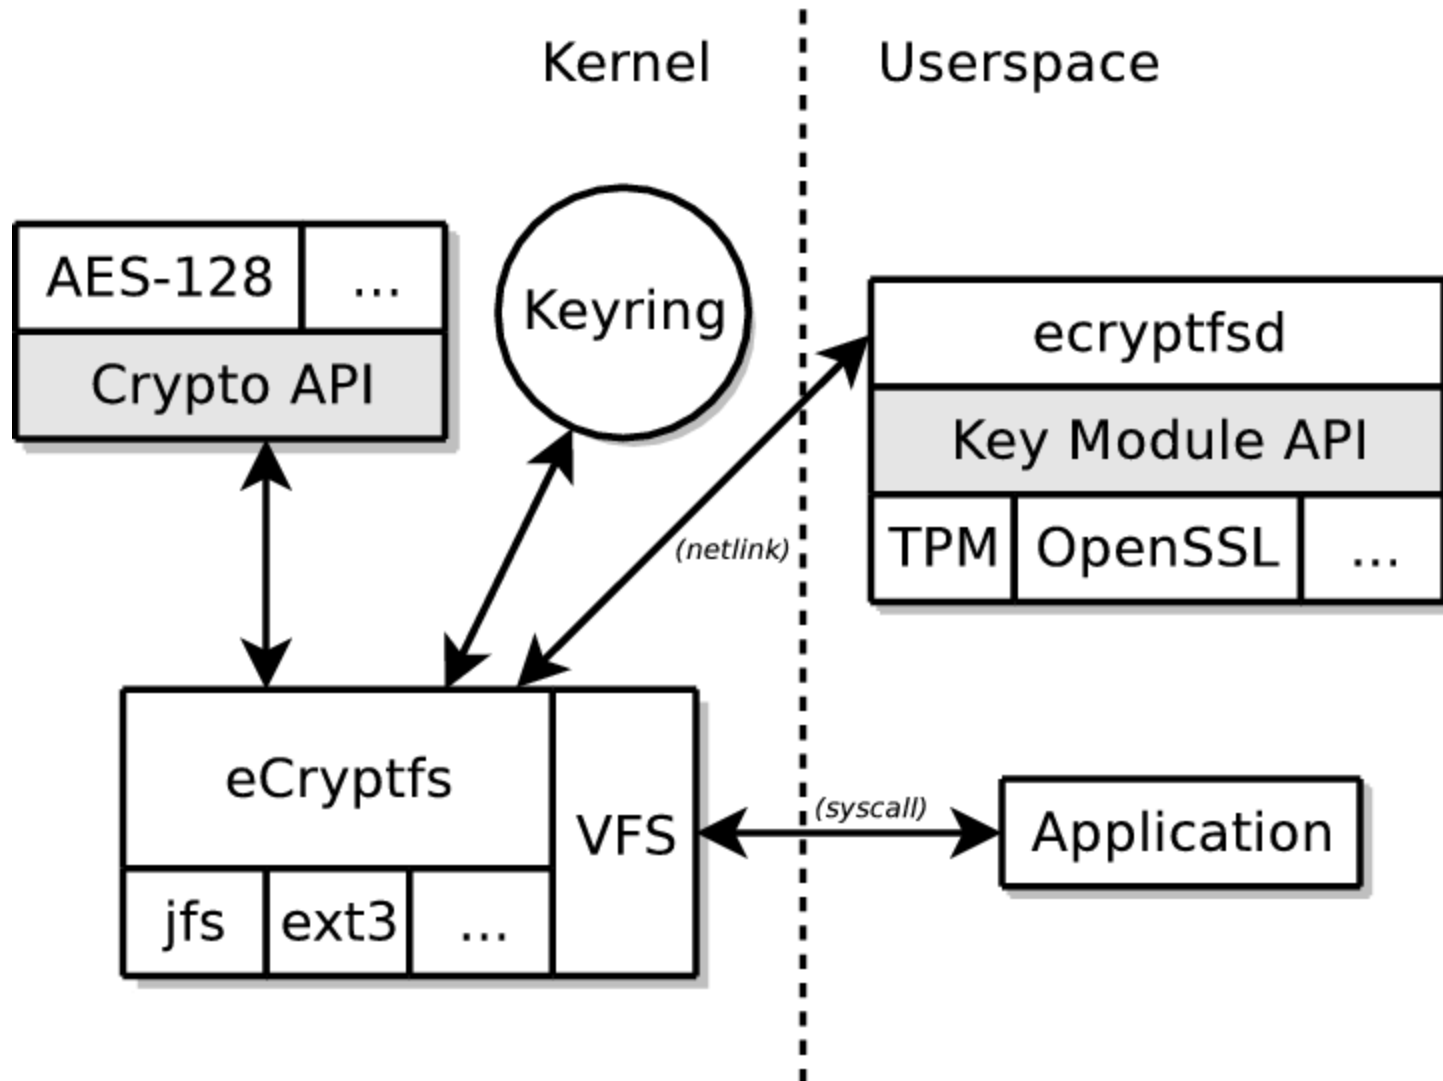 Kernel
Userspace
AES-128
...
Crypto API
Keyring
ecryptfsd
Key Module API
TPM
OpenSSL
...
(netlink)
eCryptfs
VFS
jfs
ext3
...
(syscall)
Application